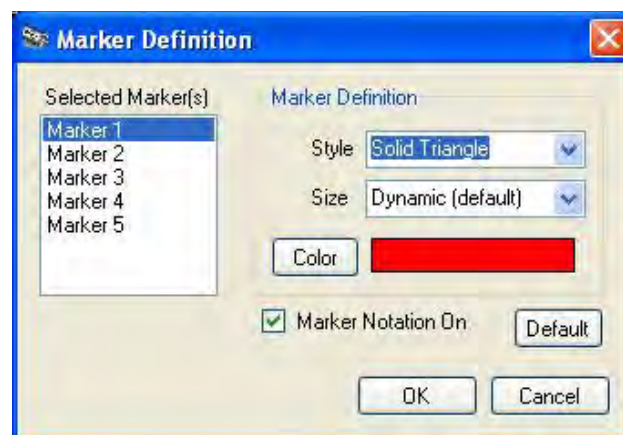 Marker Definition
Selected Marker(s)
Marker 1
Marker 2
Marker 3
Marker 4
Marker 5
Marker Definition
Style Solid Triangle
Size Dynamic (default)
Color
Marker Notation On
Default
OK
Cancel